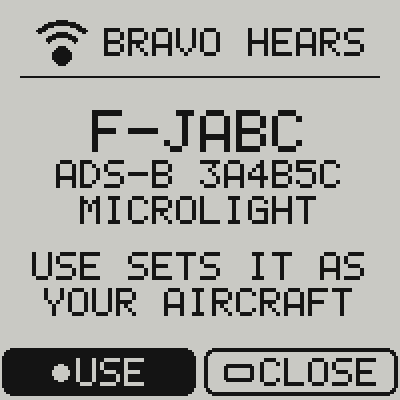 BRAVO HEARS
F-JABC
ADS-B 3A4B5C
MICROLIGHT
USE SETS IT AS
YOUR AIRCRAFT
USE
CLOSE